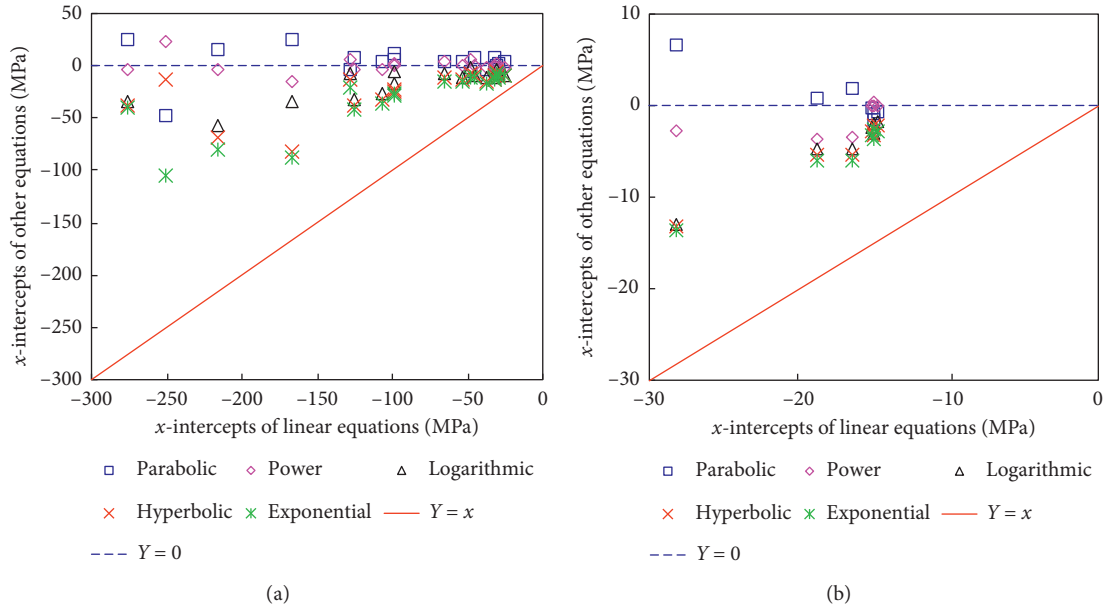 50
0
−50
−100
−150
−200
−250
−300
x-intercepts of other equations (MPa)
−300 −250 −200 −150 −100 −50 0
x-intercepts of linear equations (MPa)
Parabolic Power Logarithmic
Hyperbolic Exponential Y = x
Y = 0
(a)
10
0
−10
−20
−30
x-intercepts of other equations (MPa)
−30 −20 −10 0
x-intercepts of linear equations (MPa)
Parabolic Power Logarithmic
Hyperbolic Exponential Y = x
Y = 0
(b)